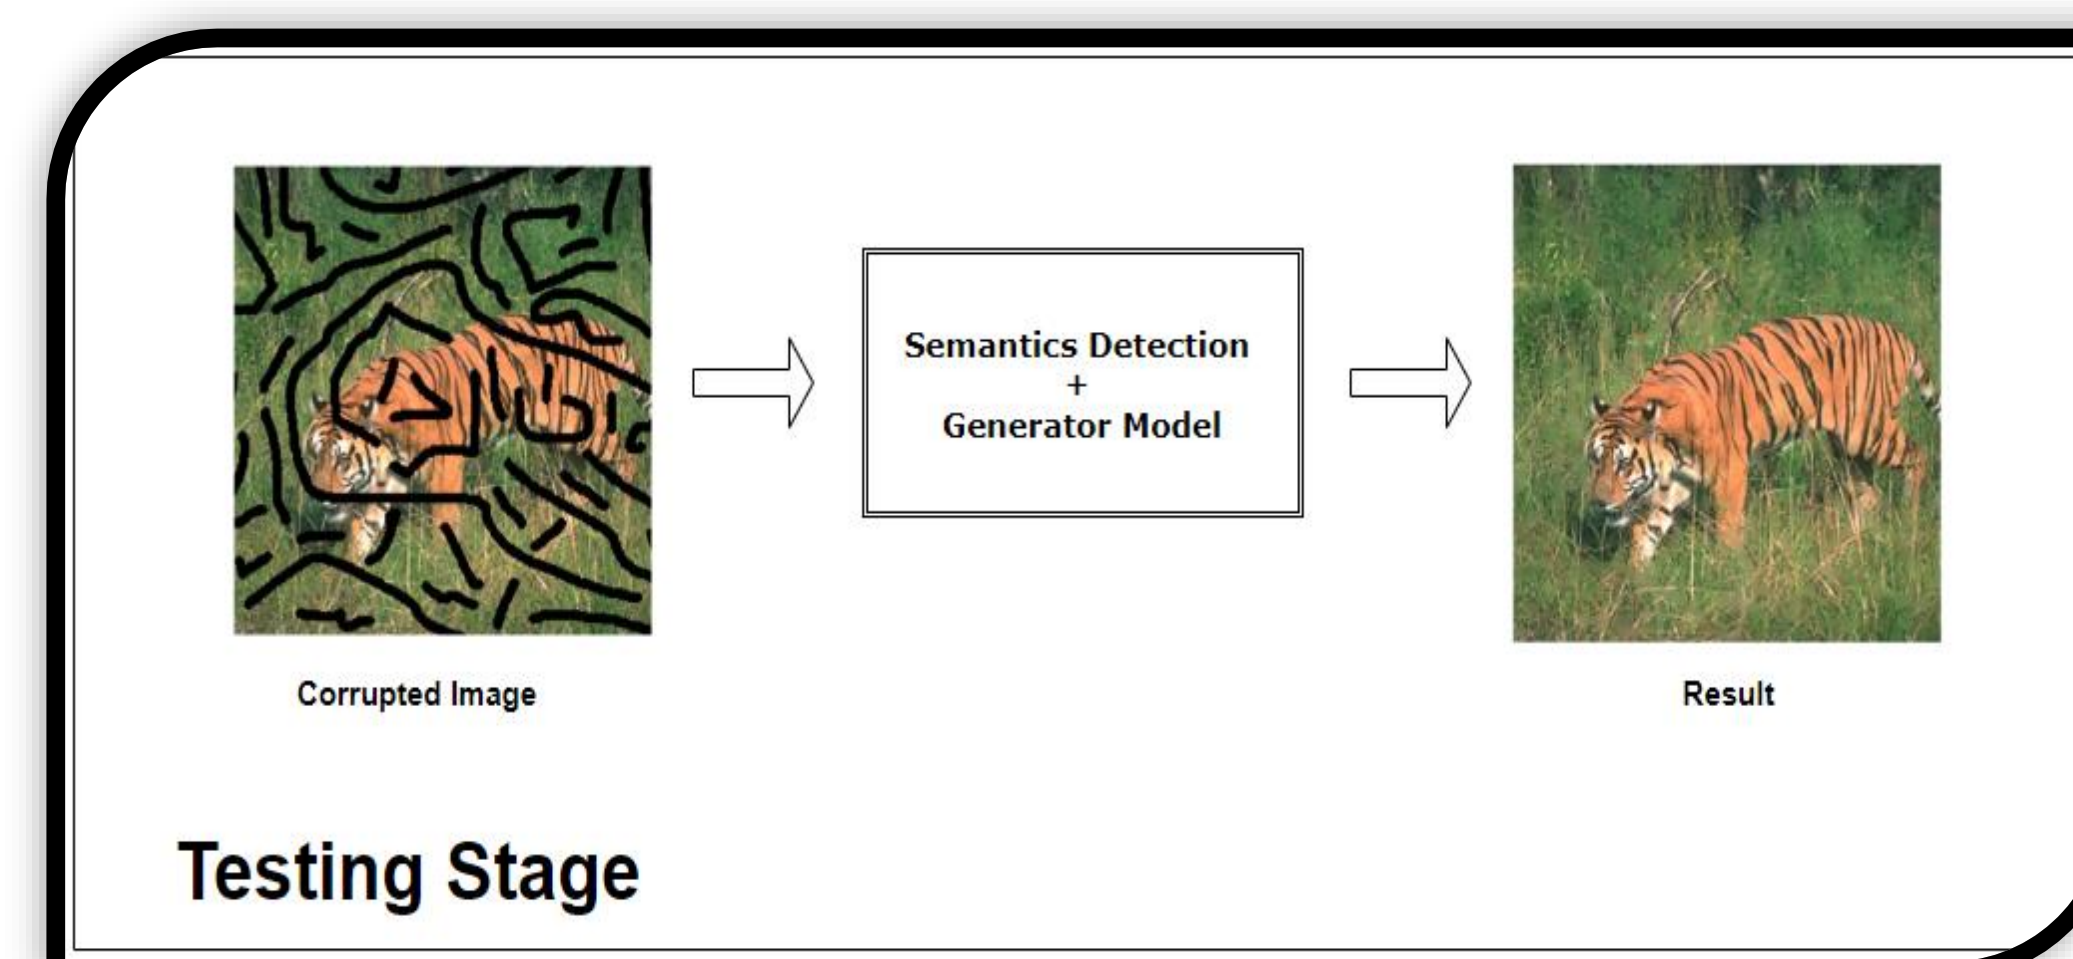 Semantics Detection
+
Generator Model
Corrupted Image
Result
Testing Stage